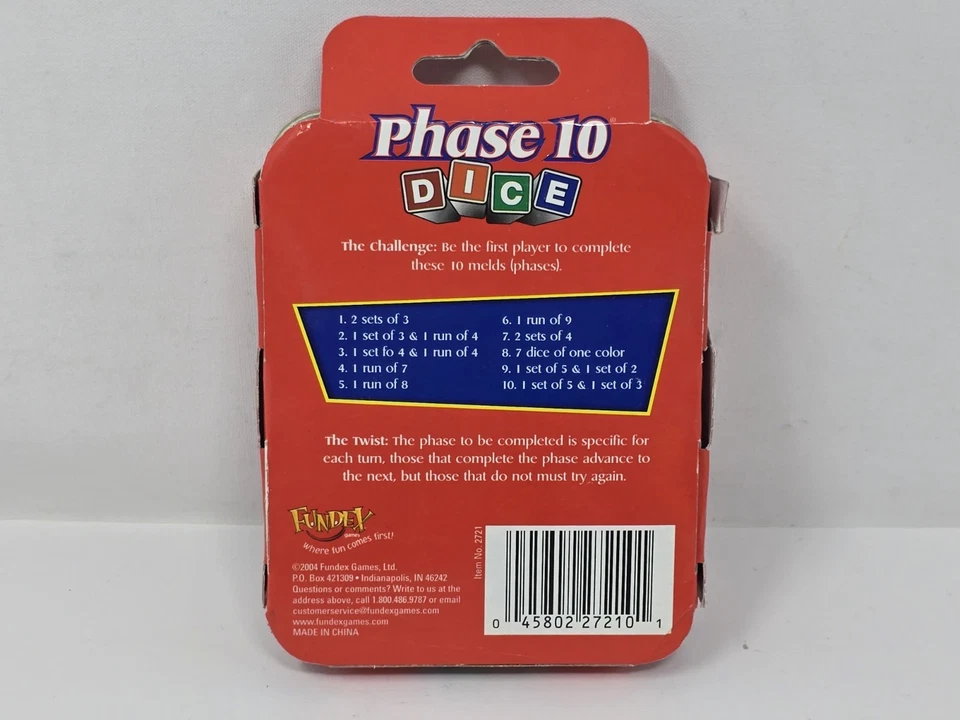 Phase 10
DICE
The Challenge: Be the first player to complete
these 10 melds (phases).
1. 2 sets of 3
2. 1 set of 3 & 1 run of 4
3. 1 set fo 4 & 1 run of 4
4. 1 run of 7
5. 1 run of 8
6. 1 run of 9
7. 2 sets of 4
8. 7 dice of one color
9. 1 set of 5 & 1 set of 2
10. 1 set of 5 & 1 set of 3
The Twist: The phase to be completed is specific for
each turn, those that complete the phase advance to
the next, but those that do not must try again.
FUNDEX
games
where fun comes first!
©2004 Fundex Games, Ltd.
P.O. Box 421309 • Indianapolis, IN 46242
Questions or comments? Write to us at the
address above, call 1.800.486.9787 or email
customerservice@fundexgames.com
www.fundexgames.com
MADE IN CHINA
Item No. 2721
0 45802 27210 1